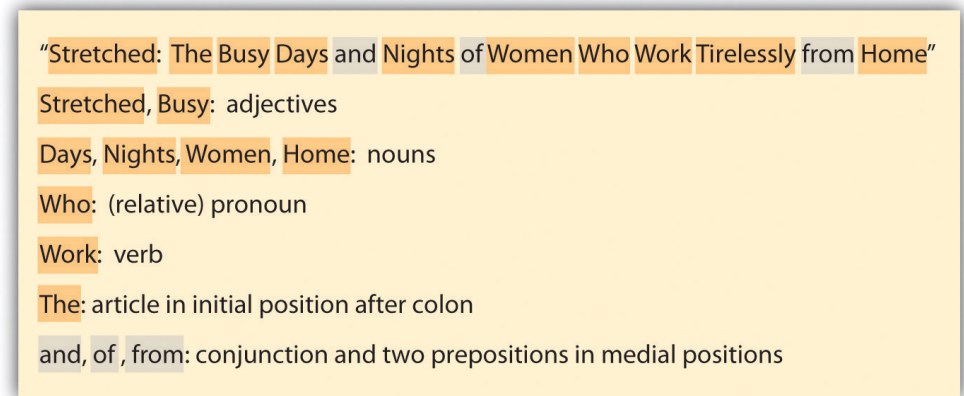 “Stretched: The Busy Days and Nights of Women Who Work Tirelessly from Home”
Stretched, Busy: adjectives
Days, Nights, Women, Home: nouns
Who: (relative) pronoun
Work: verb
The: article in initial position after colon
and, of , from: conjunction and two prepositions in medial positions